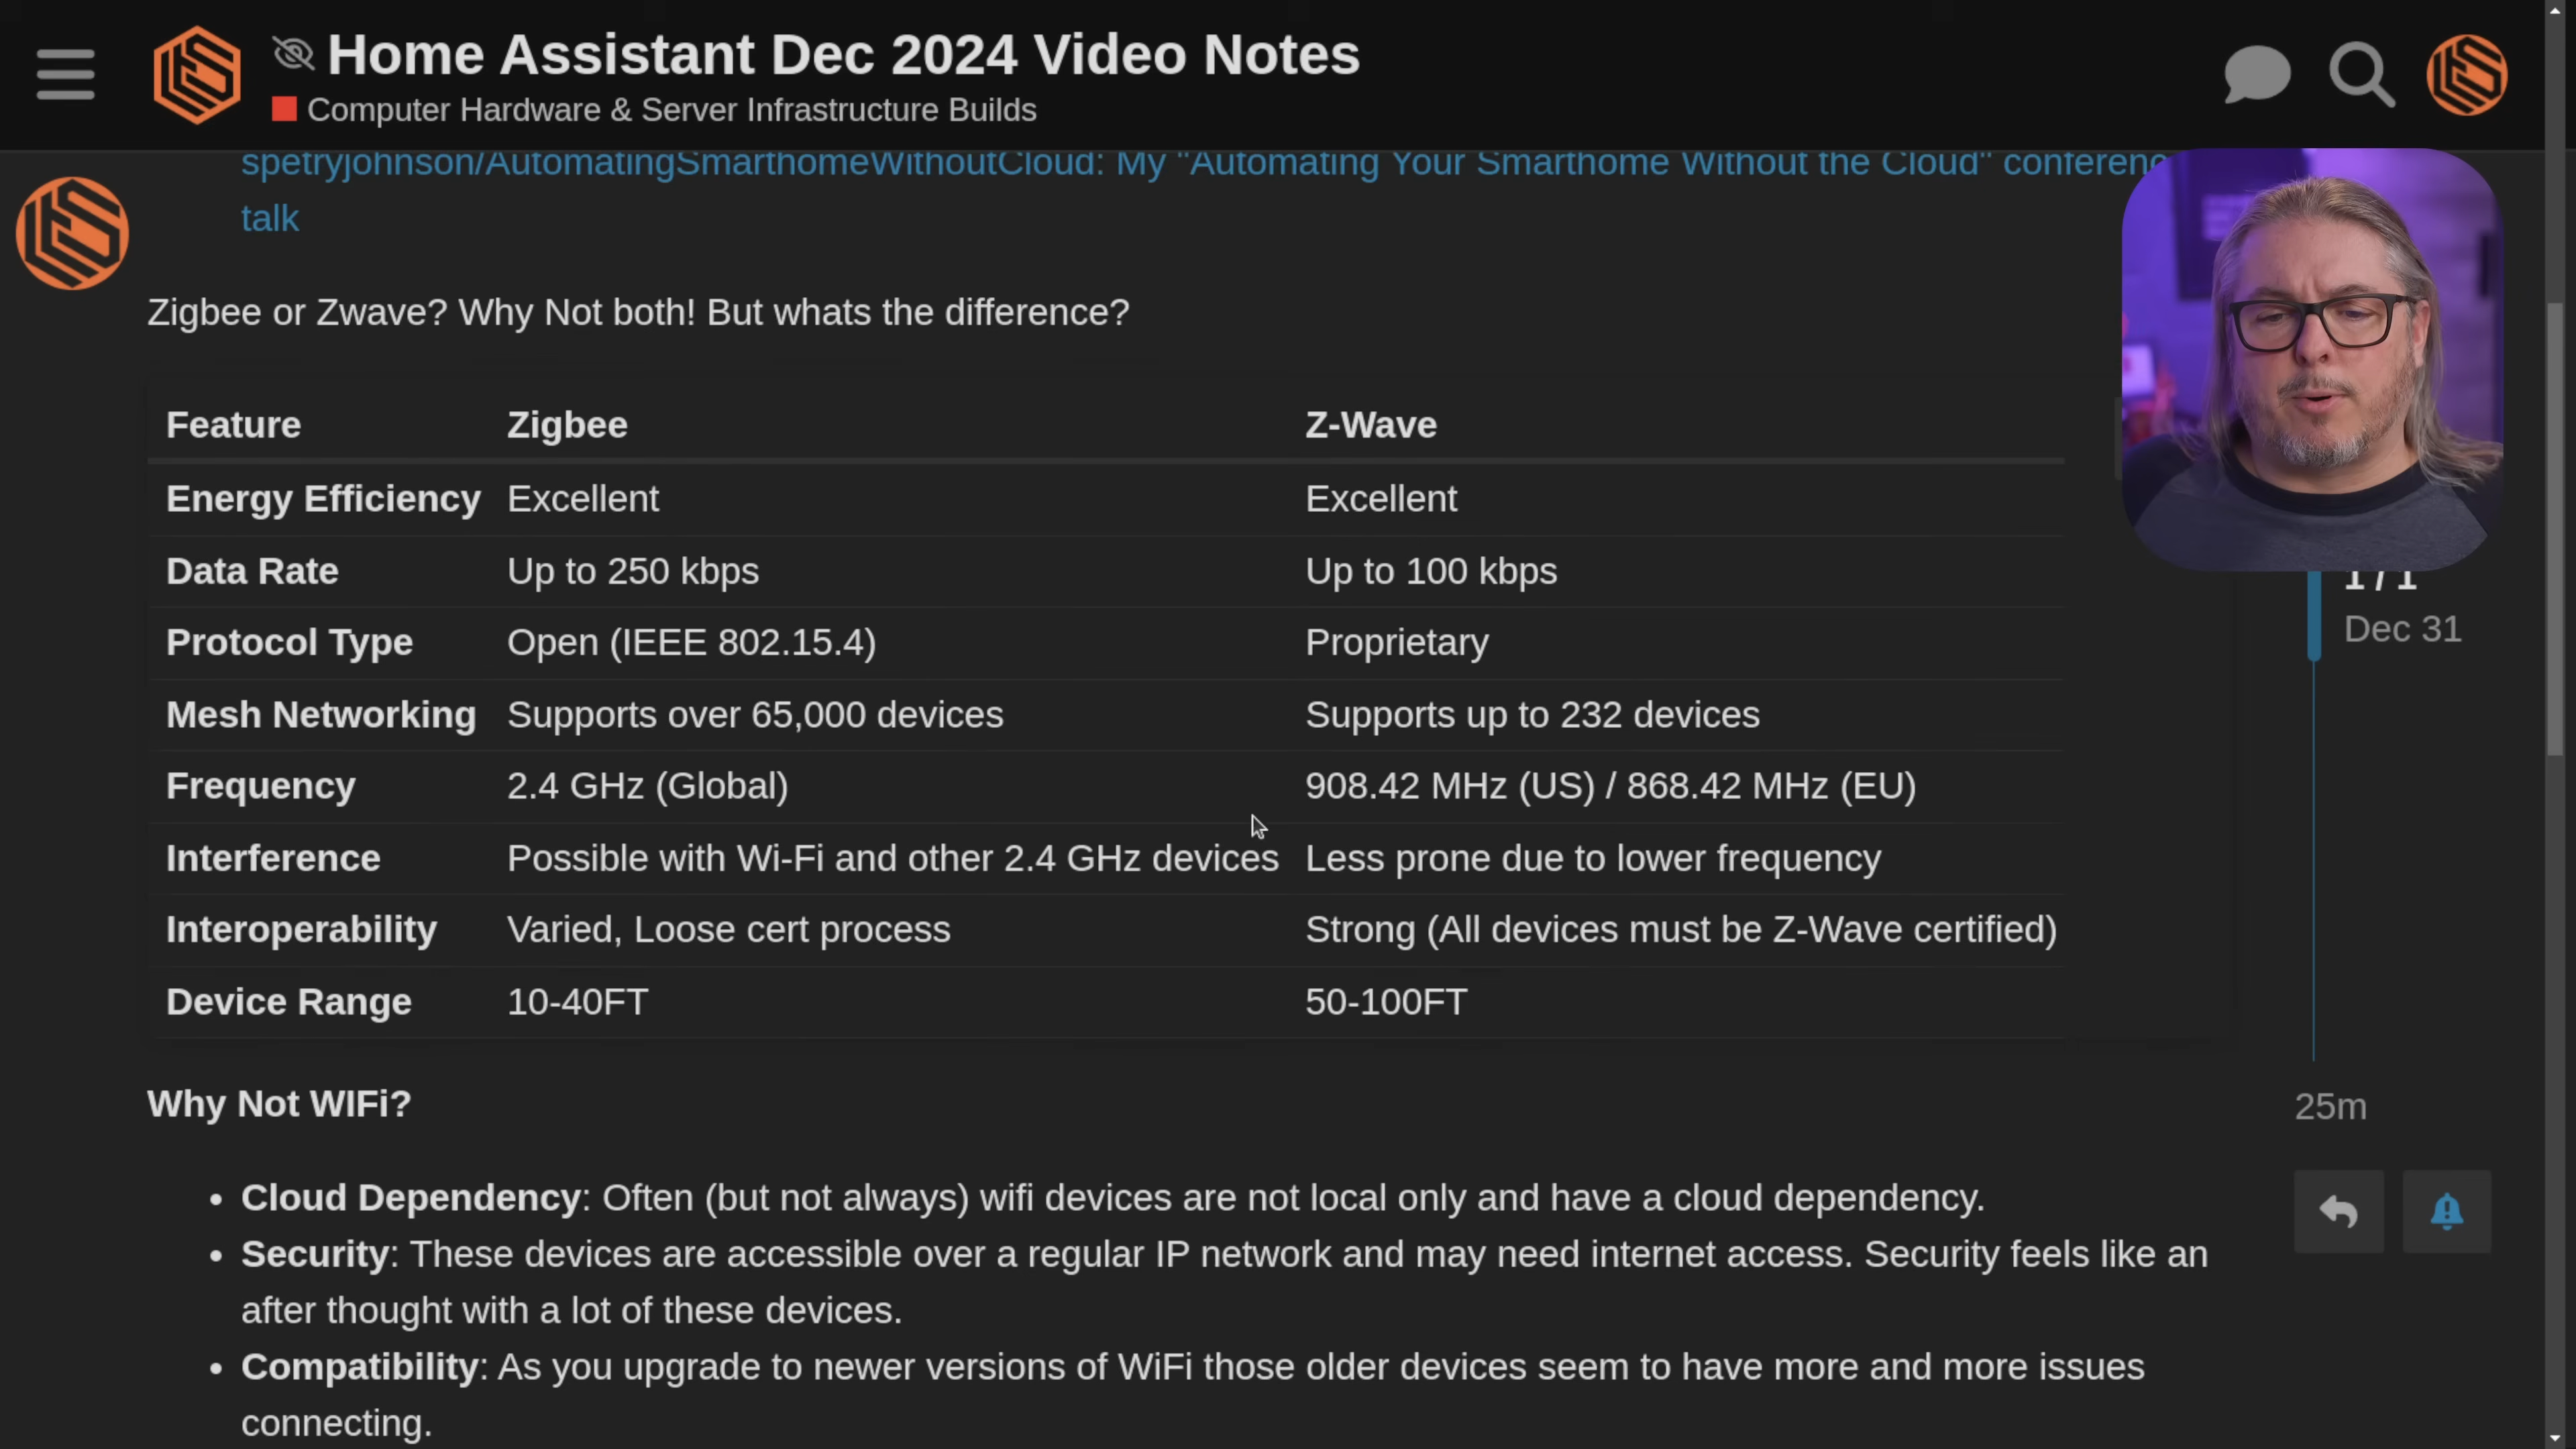 Home Assistant Dec 2024 Video Notes
Computer Hardware & Server Infrastructure Builds
spetryjohnson/AutomatingSmarthomeWithoutCloud: My "Automating Your Smarthome Without the Cloud"
talk
Zigbee or Zwave? Why Not both! But whats the difference?
Feature Zigbee Z-Wave
Energy Efficiency Excellent Excellent
Data Rate Up to 250 kbps Up to 100 kbps
Protocol Type Open (IEEE 802.15.4) Proprietary
Mesh Networking Supports over 65,000 devices Supports up to 232 devices
Frequency 2.4 GHz (Global) 908.42 MHz (US) / 868.42 MHz (EU)
Interference Possible with Wi-Fi and other 2.4 GHz devices Less prone due to lower frequency
Interoperability Varied, Loose cert process Strong (All devices must be Z-Wave certified)
Device Range 10-40FT 50-100FT
1 / 1
Dec 31
25m
Why Not WIFi?
• Cloud Dependency: Often (but not always) wifi devices are not local only and have a cloud dependency.
• Security: These devices are accessible over a regular IP network and may need internet access. Security feels like an
after thought with a lot of these devices.
• Compatibility: As you upgrade to newer versions of WiFi those older devices seem to have more and more issues
connecting.